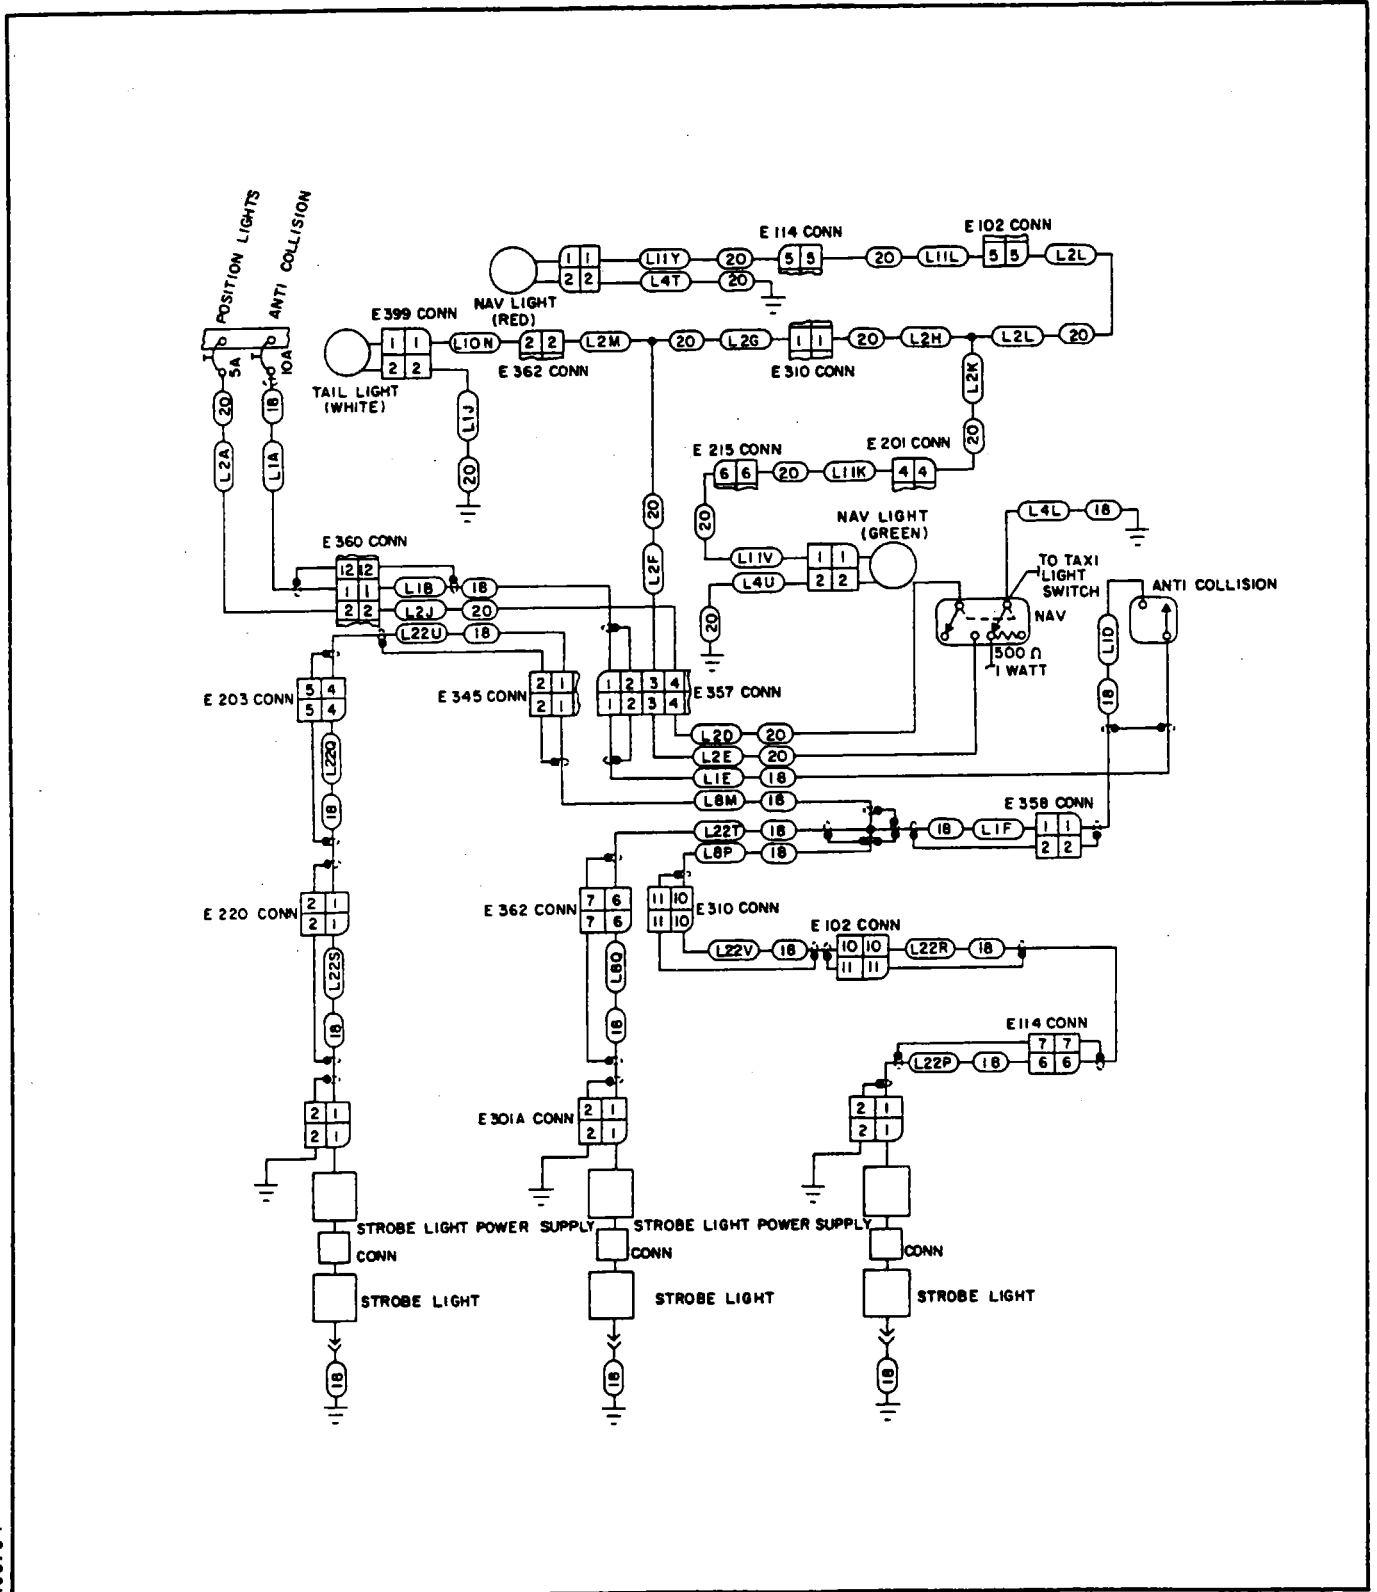 POSITION LIGHTS
ANTI COLLISION
5A
10A
20
18
L2A
L1A
E 114 CONN
E 102 CONN
1 1
2 2
L11Y
20
5 5
20
L11L
5 5
L2L
L4T
20
NAV LIGHT
(RED)
E 399 CONN
1 1
2 2
L10N
2 2
L2M
20
L2G
1 1
20
L2H
L2L
20
E 362 CONN
E 310 CONN
TAIL LIGHT
(WHITE)
L1J
20
L2K
20
E 215 CONN
E 201 CONN
6 6
20
L11K
4 4
20
L2F
20
NAV LIGHT
(GREEN)
L11V
1 1
L4U
2 2
20
L4L
18
TO TAXI
LIGHT
SWITCH
NAV
500 Ω
1 WATT
ANTI COLLISION
L1D
18
E 360 CONN
12 12
1 1
L1B
18
2 2
L2J
20
L22U
18
E 203 CONN
5 4
5 4
E 345 CONN
2 1
2 1
1 2 3 4
1 2 3 4
E 357 CONN
L2D
20
L2E
20
L1E
18
L8M
18
L22T
18
L8P
18
E 358 CONN
18
L1F
1 1
2 2
L22Q
18
E 220 CONN
2 1
2 1
E 362 CONN
7 6
7 6
11 10
11 10
E 310 CONN
E 102 CONN
L22V
18
10 10
11 11
L22R
18
L22S
18
L8Q
18
E 114 CONN
7 7
6 6
L22P
18
2 1
2 1
E 301A CONN
2 1
2 1
2 1
2 1
STROBE LIGHT POWER SUPPLY
STROBE LIGHT POWER SUPPLY
CONN
CONN
CONN
STROBE LIGHT
STROBE LIGHT
STROBE LIGHT
18
18
18